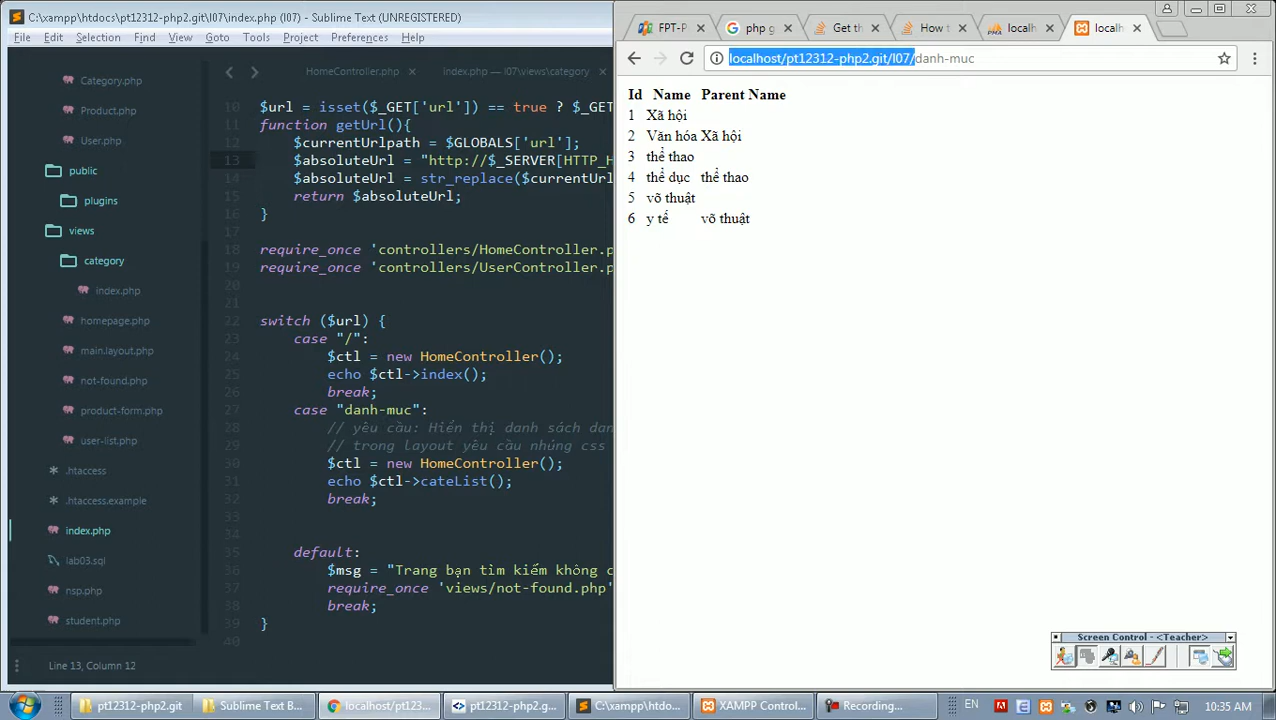 C:\xampp\htdocs\pt12312-php2.git\l07\index.php (l07) - Sublime Text (UNREGISTERED)
File Edit Selection Find View Goto Tools Project Preferences Help
Category.php
Product.php
User.php
public
plugins
views
category
index.php
homepage.php
main.layout.php
not-found.php
product-form.php
user-list.php
.htaccess
.htaccess.example
index.php
lab03.sql
nsp.php
student.php
HomeController.php × index.php — l07\views\category ×
10 $url = isset($_GET['url']) == true ? $_GET
11 function getUrl(){
12 $currentUrlpath = $GLOBALS['url'];
13 $absoluteUrl = "http://$_SERVER[HTTP_H
14 $absoluteUrl = str_replace($currentUrl
15 return $absoluteUrl;
16 }
17
18 require_once 'controllers/HomeController.p
19 require_once 'controllers/UserController.p
20
21
22 switch ($url) {
23 case "/":
24 $ctl = new HomeController();
25 echo $ctl->index();
26 break;
27 case "danh-muc":
28 // yêu cầu: Hiển thị danh sách dan
29 // trong layout yêu cầu nhúng css
30 $ctl = new HomeController();
31 echo $ctl->cateList();
32 break;
33
34
35 default:
36 $msg = "Trang bạn tìm kiếm không c
37 require_once 'views/not-found.php'
38 break;
39 }
40
Line 13, Column 12
FPT-P × php g × Get th × How t × localh × localh ×
localhost/pt12312-php2.git/l07/danh-muc
Id Name Parent Name
1 Xã hội
2 Văn hóa Xã hội
3 thể thao
4 thể dục thể thao
5 võ thuật
6 y tế võ thuật
Screen Control - <Teacher>
pt12312-php2.git Sublime Text B... localhost/pt123... pt12312-php2.g... C:\xampp\htdo... XAMPP Control... Recording... EN 10:35 AM